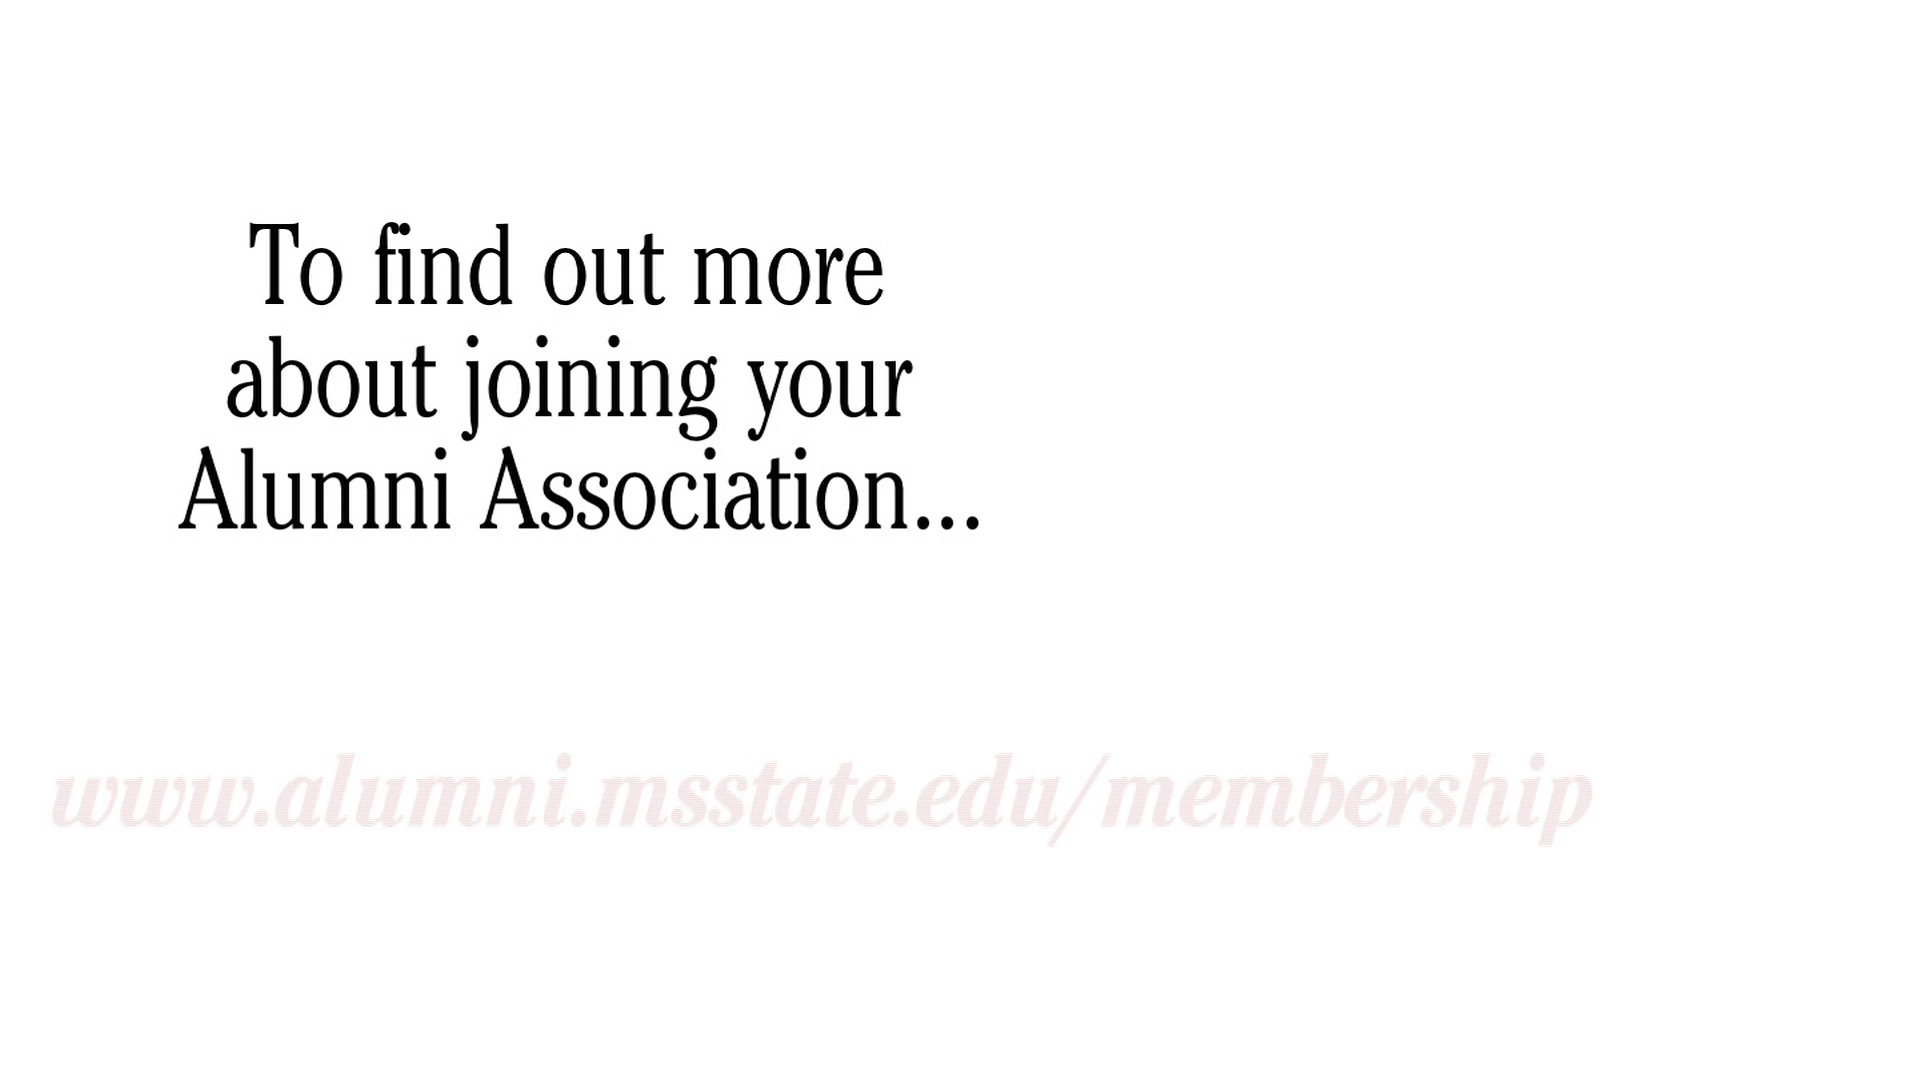 To find out more
about joining your
Alumni Association...
www.alumni.msstate.edu/membership